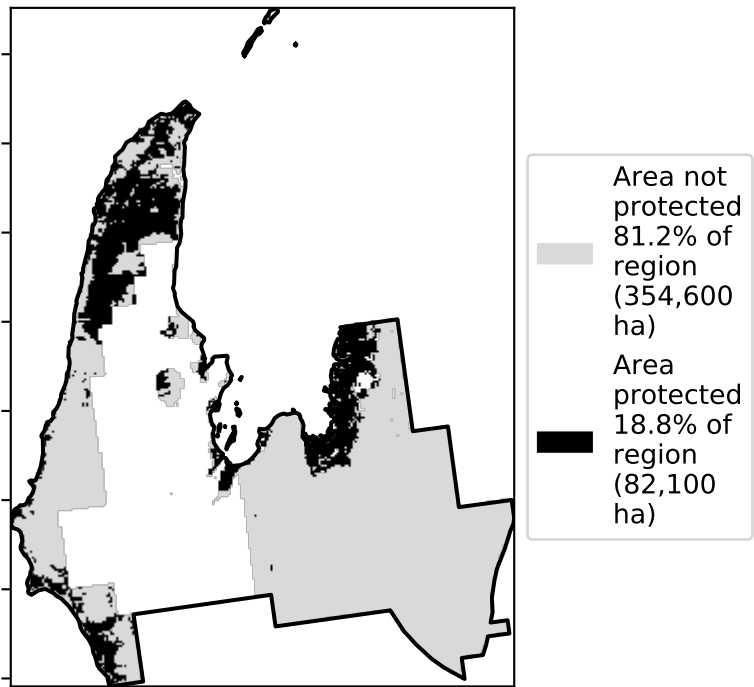 Area not
protected
81.2% of
region
(354,600
ha)
Area
protected
18.8% of
region
(82,100
ha)